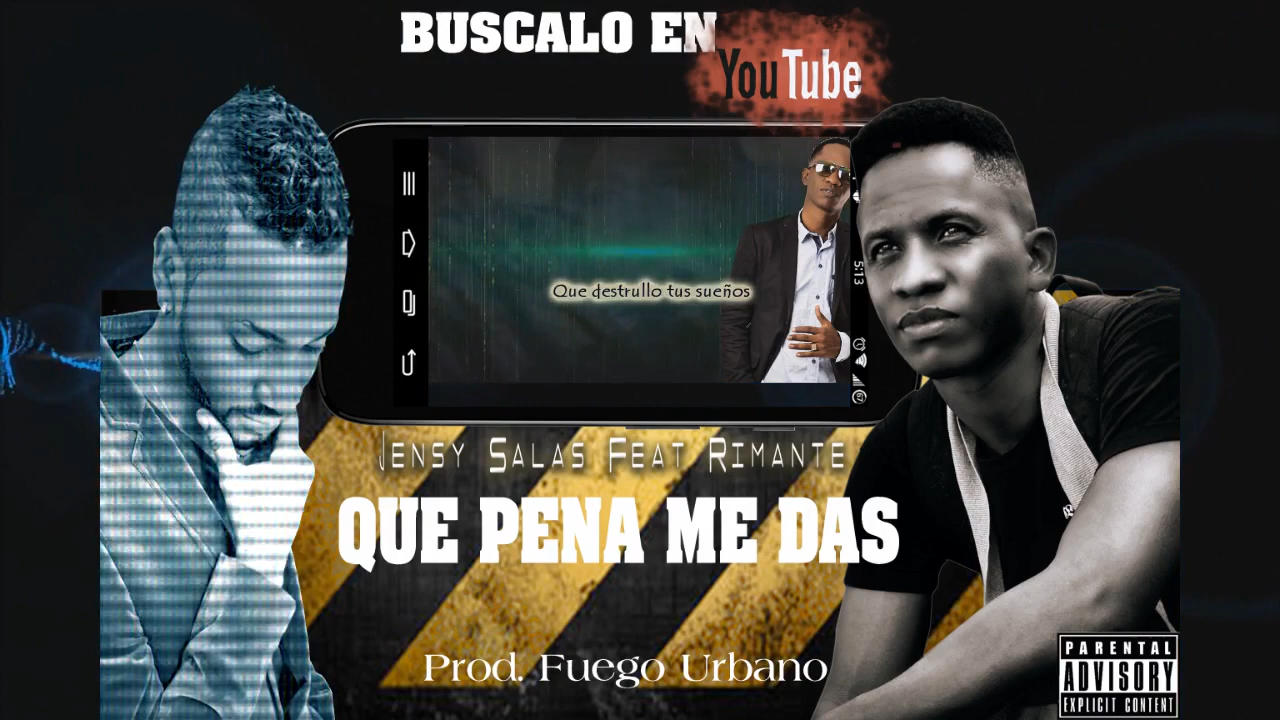 BUSCALO EN
YouTube
5:13
67
Que destrullo tus sueños
Jensy Salas Feat Rimante
QUE PENA ME DAS
Prod. Fuego Urbano
PARENTAL
ADVISORY
EXPLICIT CONTENT